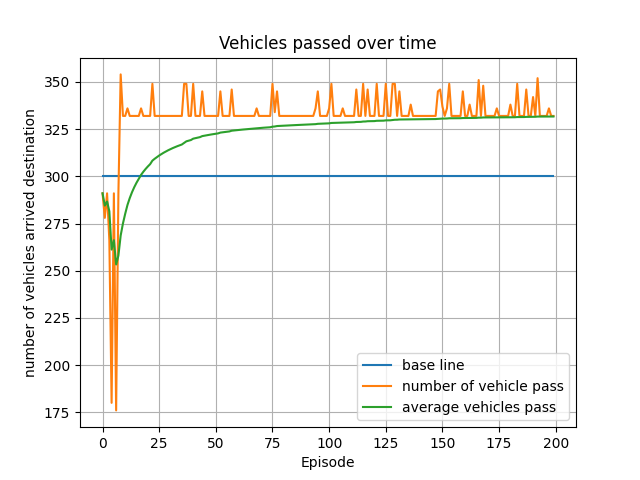 Vehicles passed over time
number of vehicles arrived destination
350
325
300
275
250
225
200
175
0 25 50 75 100 125 150 175 200
Episode
base line
number of vehicle pass
average vehicles pass